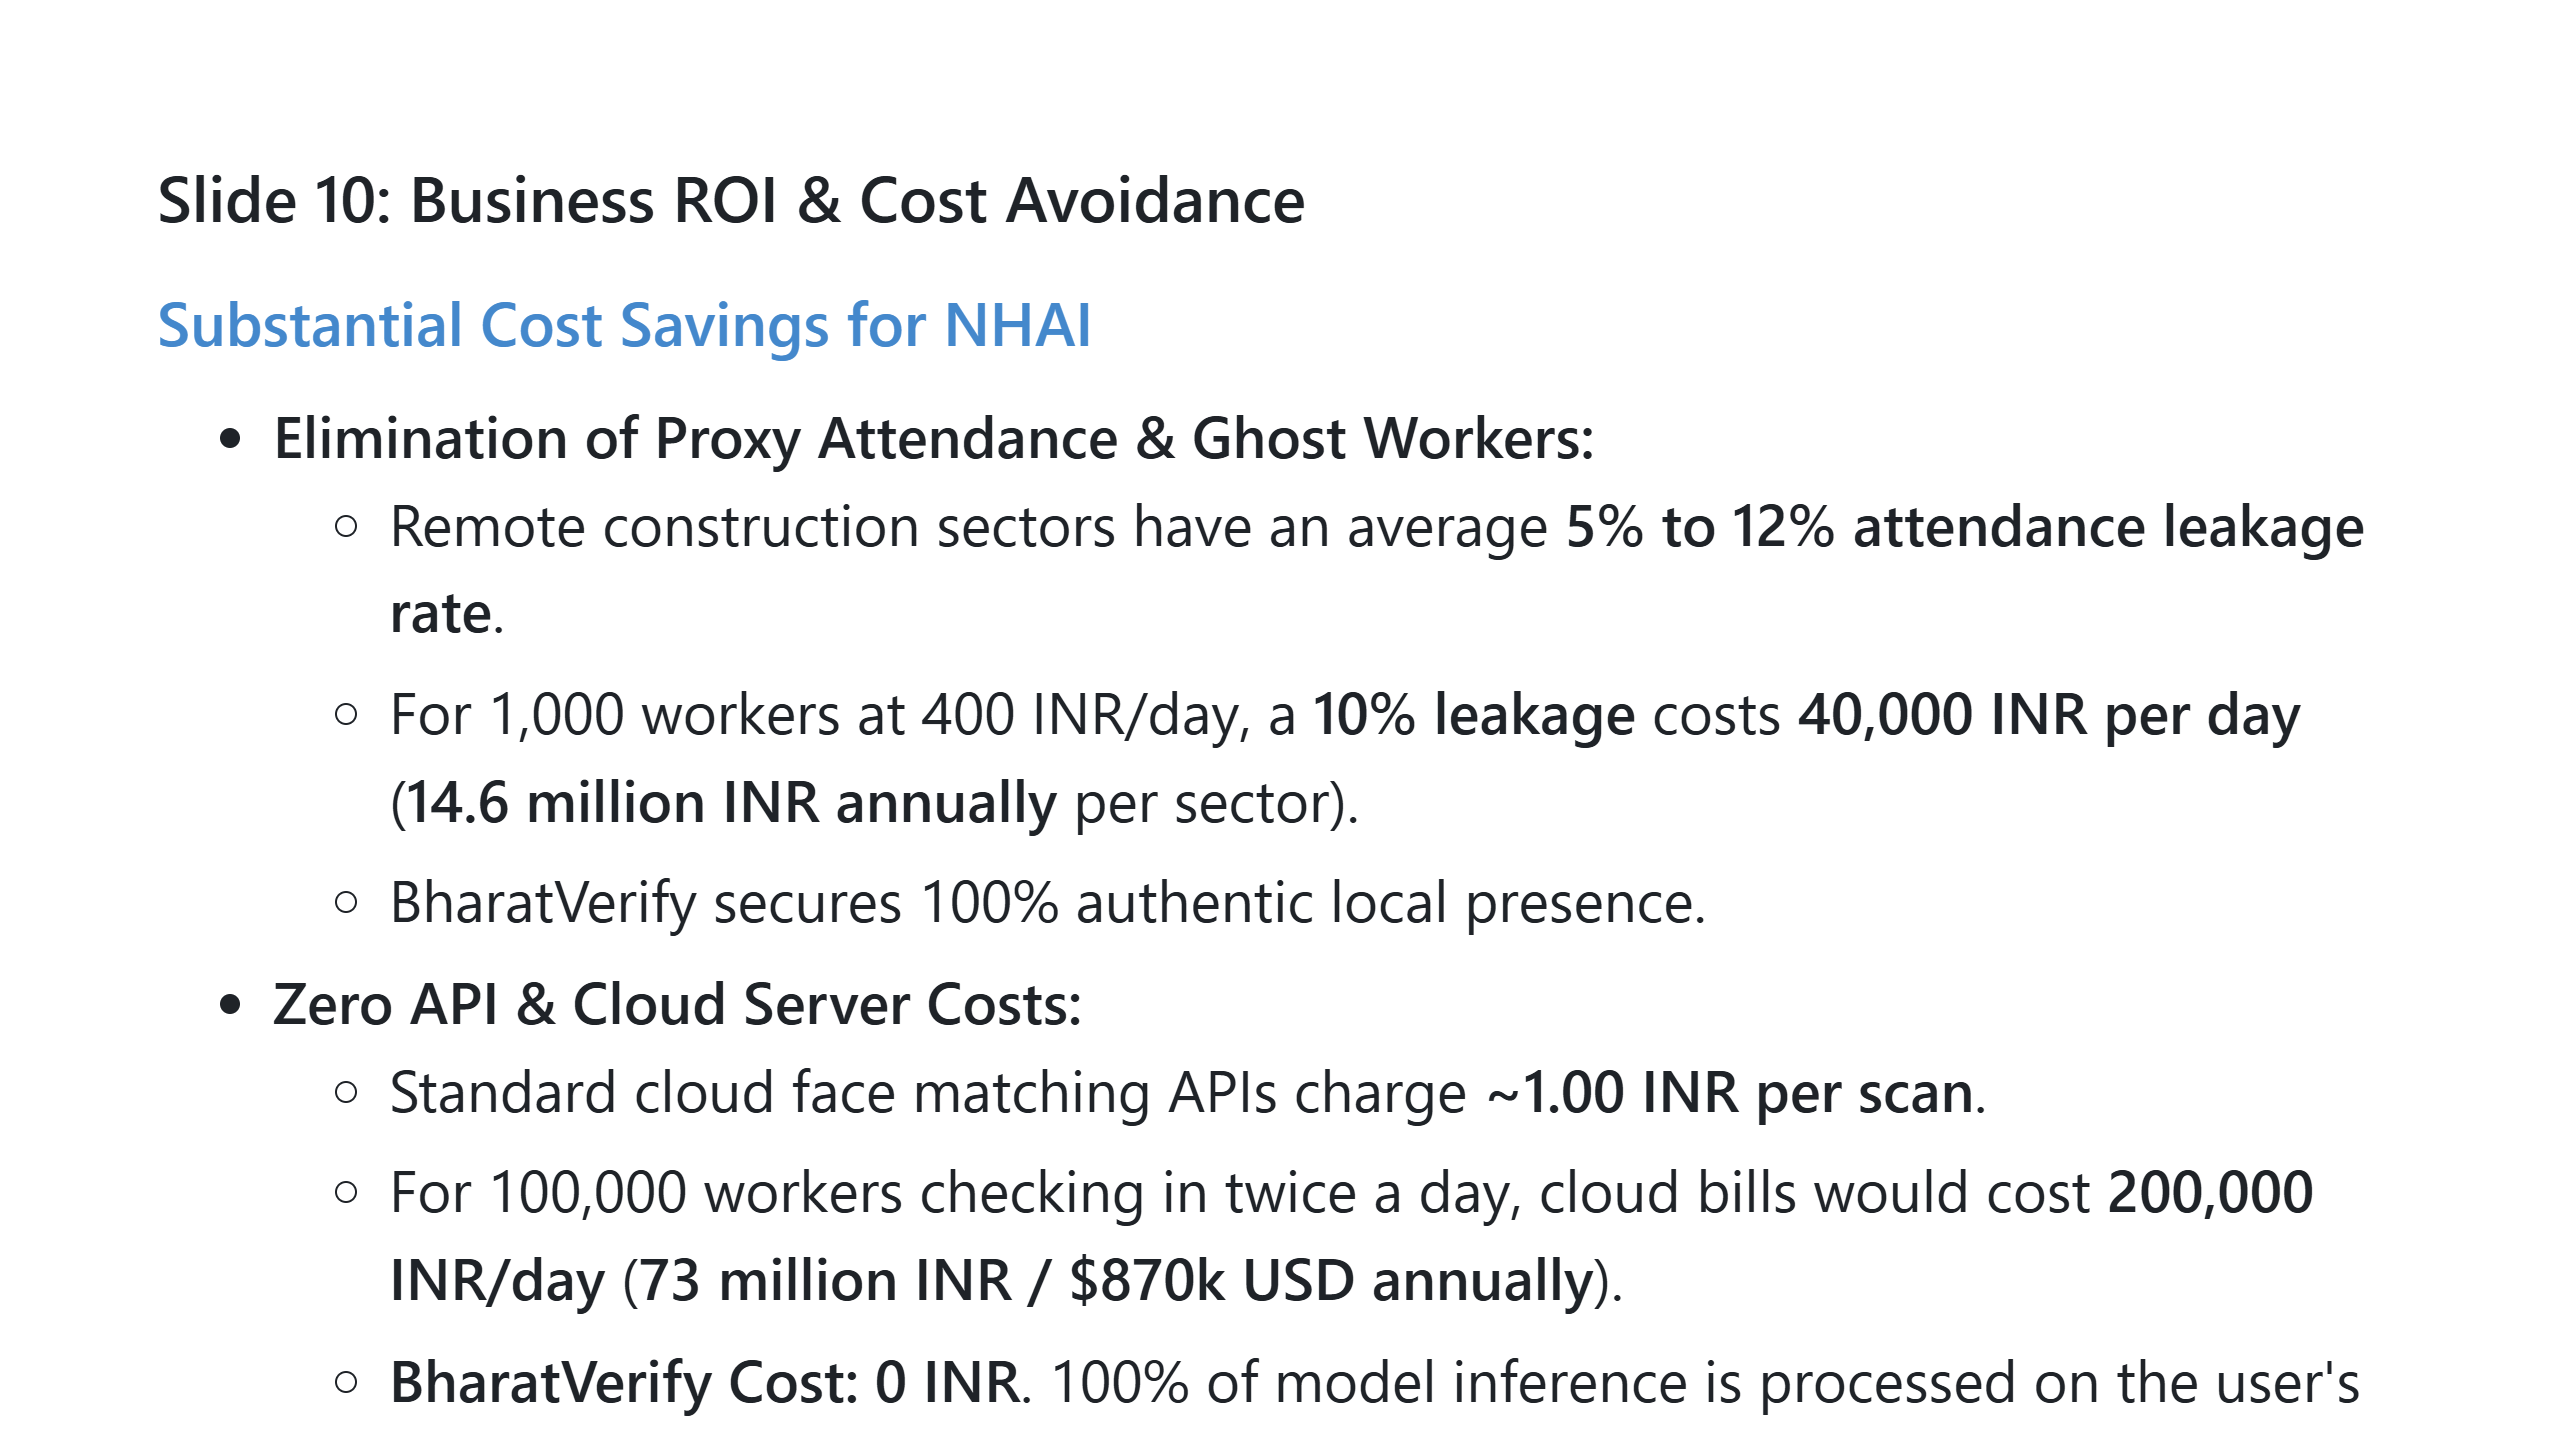 Slide 10: Business ROI & Cost Avoidance
Substantial Cost Savings for NHAI
• Elimination of Proxy Attendance & Ghost Workers:
○ Remote construction sectors have an average 5% to 12% attendance leakage
rate.
○ For 1,000 workers at 400 INR/day, a 10% leakage costs 40,000 INR per day
(14.6 million INR annually per sector).
○ BharatVerify secures 100% authentic local presence.
• Zero API & Cloud Server Costs:
○ Standard cloud face matching APIs charge ~1.00 INR per scan.
○ For 100,000 workers checking in twice a day, cloud bills would cost 200,000
INR/day (73 million INR / $870k USD annually).
○ BharatVerify Cost: 0 INR. 100% of model inference is processed on the user's